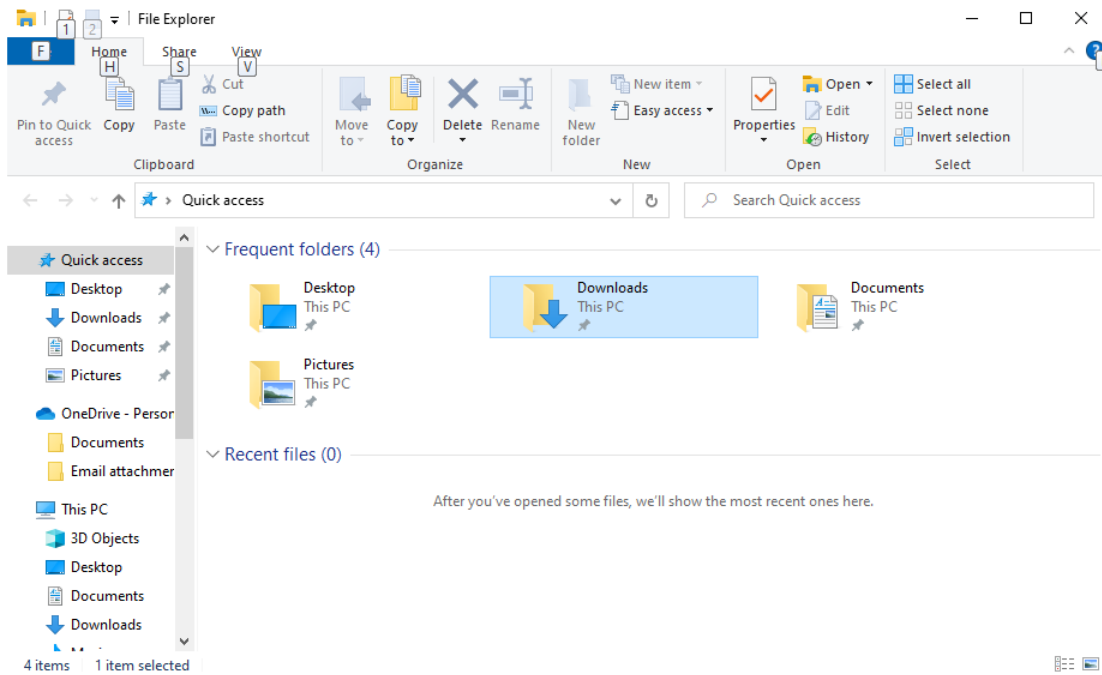 File Explorer
1
2
F
Home
Share
View
H
S
V
Pin to Quick
access
Copy
Paste
Cut
Copy path
Paste shortcut
Clipboard
Move
to
Copy
to
Delete
Rename
Organize
New
folder
New item
Easy access
New
Properties
Open
Edit
History
Open
Select all
Select none
Invert selection
Select
Quick access
Search Quick access
Quick access
Desktop
Downloads
Documents
Pictures
OneDrive - Person
Documents
Email attachmer
This PC
3D Objects
Desktop
Documents
Downloads
Frequent folders (4)
Desktop
This PC
Downloads
This PC
Documents
This PC
Pictures
This PC
Recent files (0)
After you've opened some files, we'll show the most recent ones here.
4 items
1 item selected